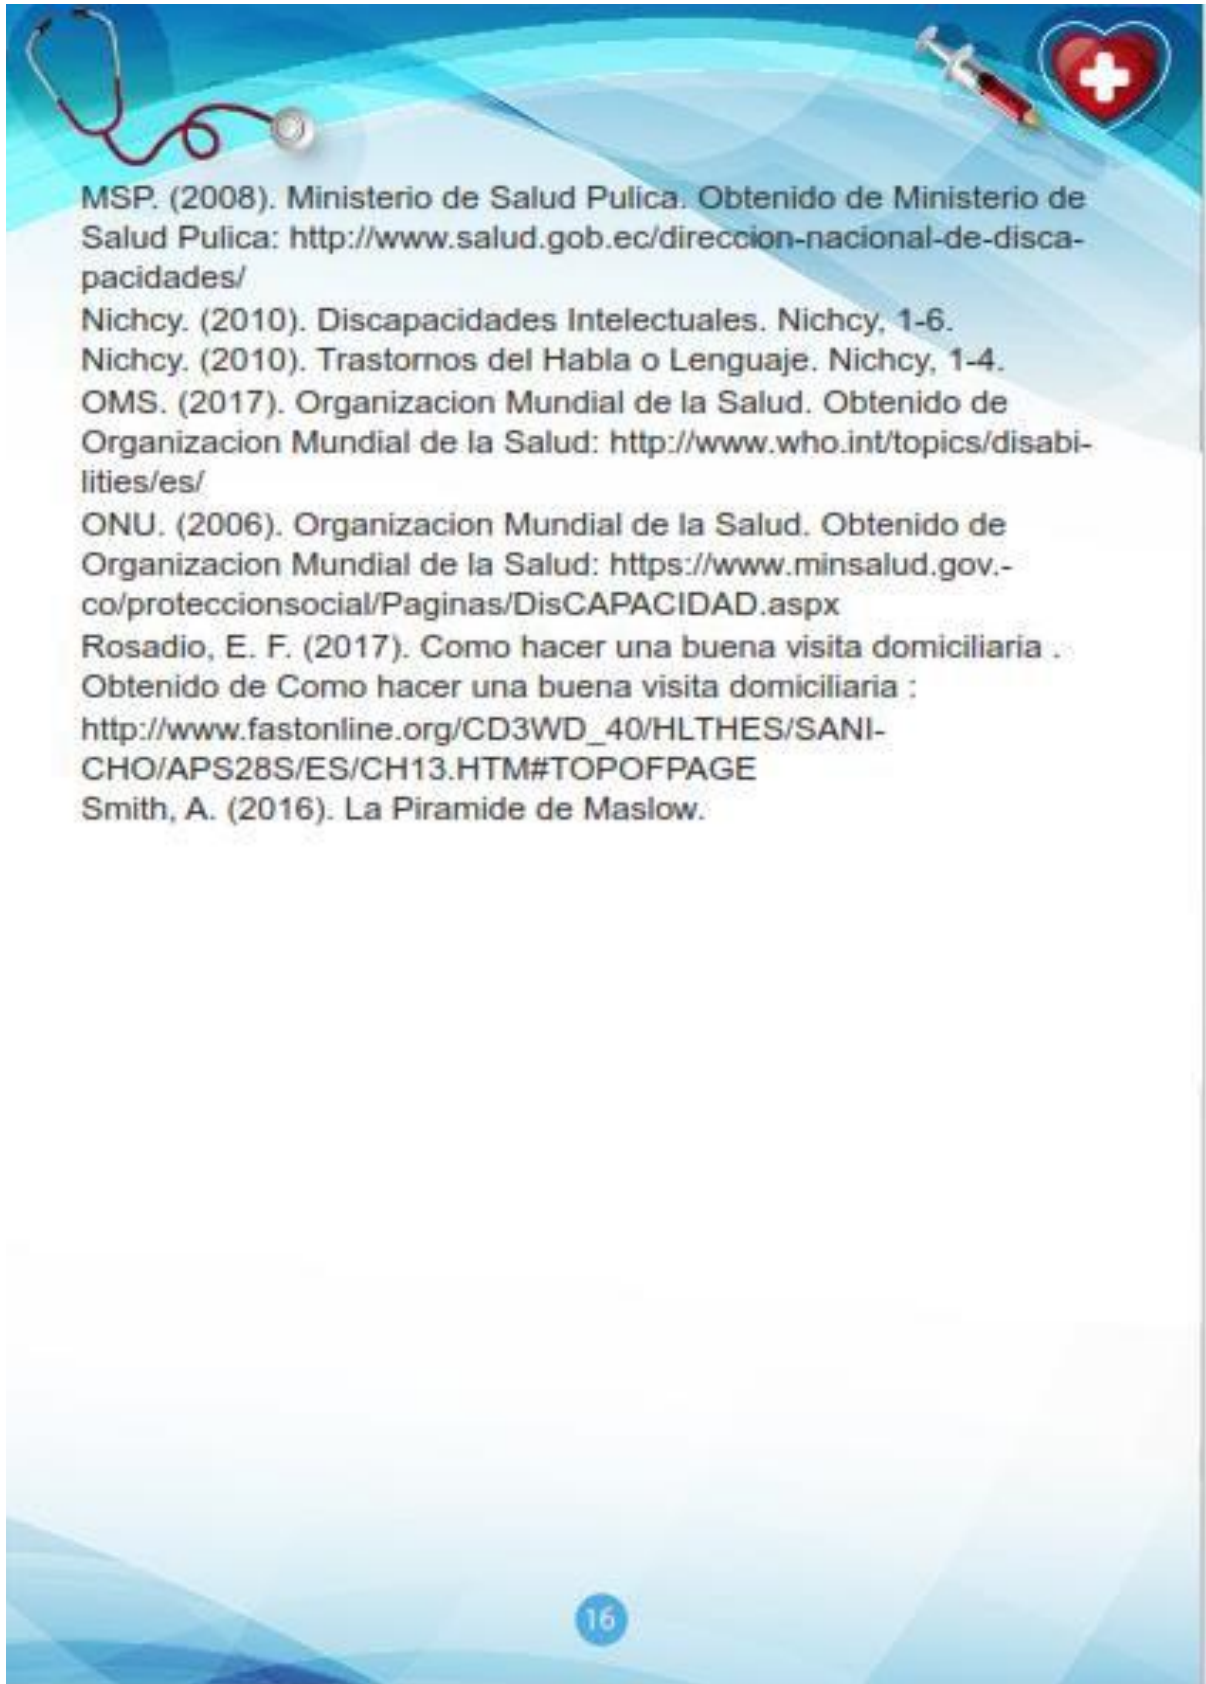 MSP. (2008). Ministerio de Salud Pulica. Obtenido de Ministerio de
Salud Pulica: http://www.salud.gob.ec/direccion-nacional-de-disca-
pacidades/
Nichcy. (2010). Discapacidades Intelectuales. Nichcy, 1-6.
Nichcy. (2010). Trastornos del Habla o Lenguaje. Nichcy, 1-4.
OMS. (2017). Organizacion Mundial de la Salud. Obtenido de
Organizacion Mundial de la Salud: http://www.who.int/topics/disabi-
lities/es/
ONU. (2006). Organizacion Mundial de la Salud. Obtenido de
Organizacion Mundial de la Salud: https://www.minsalud.gov.-
co/proteccionsocial/Paginas/DisCAPACIDAD.aspx
Rosadio, E. F. (2017). Como hacer una buena visita domiciliaria .
Obtenido de Como hacer una buena visita domiciliaria :
http://www.fastonline.org/CD3WD_40/HLTHES/SANI-
CHO/APS28S/ES/CH13.HTM#TOPOFPAGE
Smith, A. (2016). La Piramide de Maslow.
16